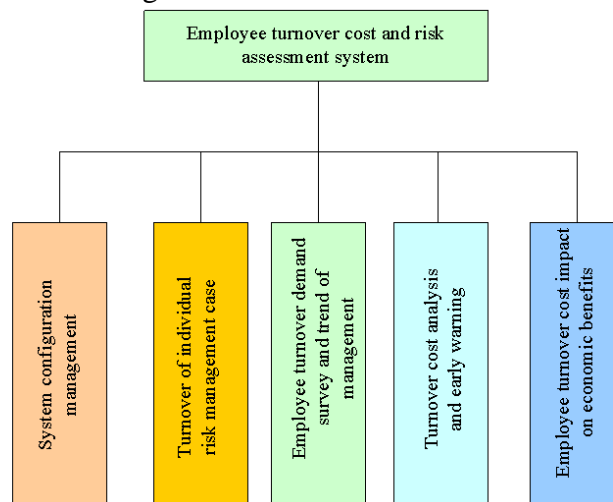 Employee turnover cost and risk
assessment system
System configuration
management
Turnover of individual
risk management case
Employee turnover demand
survey and trend of
management
Turnover cost analysis
and early warning
Employee turnover cost impact
on economic benefits